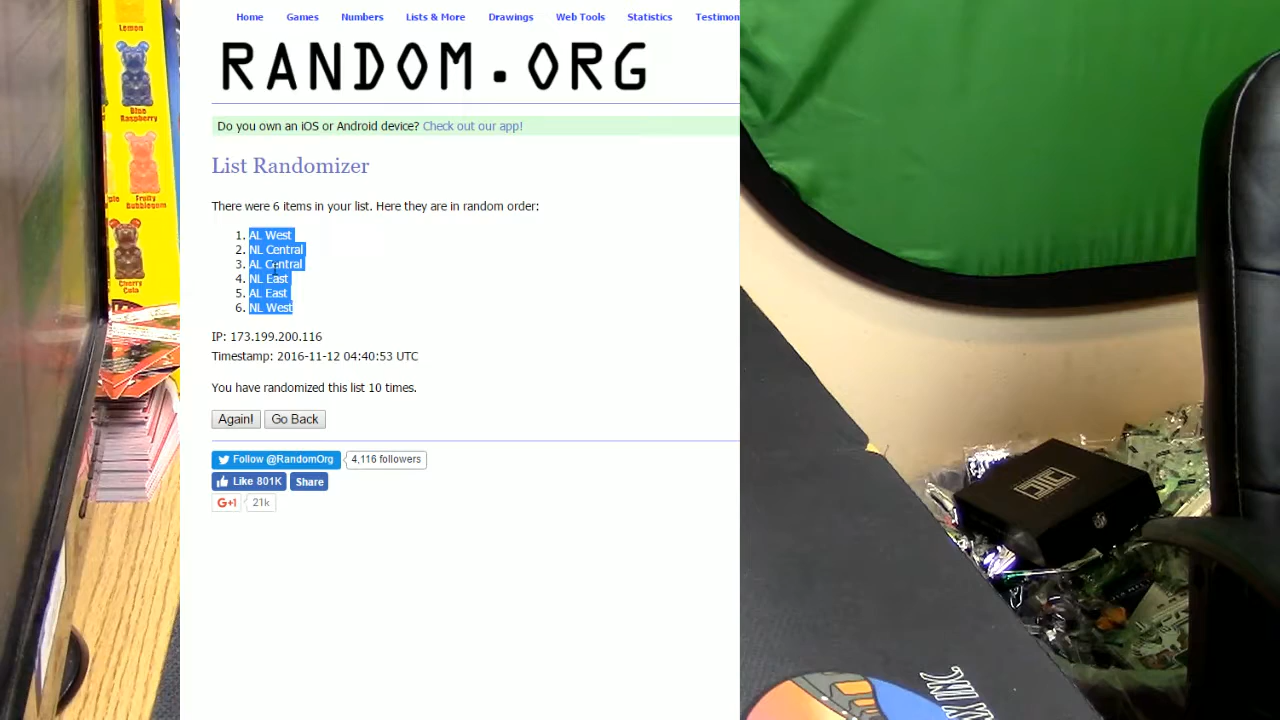 Lemon
Blue
Raspberry
Fruity
Bubblegum
Cherry
Cola
Home Games Numbers Lists & More Drawings Web Tools Statistics Testimon
RANDOM.ORG
Do you own an iOS or Android device? Check out our app!
List Randomizer
There were 6 items in your list. Here they are in random order:
1. AL West
2. NL Central
3. AL Central
4. NL East
5. AL East
6. NL West
IP: 173.199.200.116
Timestamp: 2016-11-12 04:40:53 UTC
You have randomized this list 10 times.
Again! Go Back
Follow @RandomOrg 4,116 followers
Like 801K Share
G+1 21k
INC.